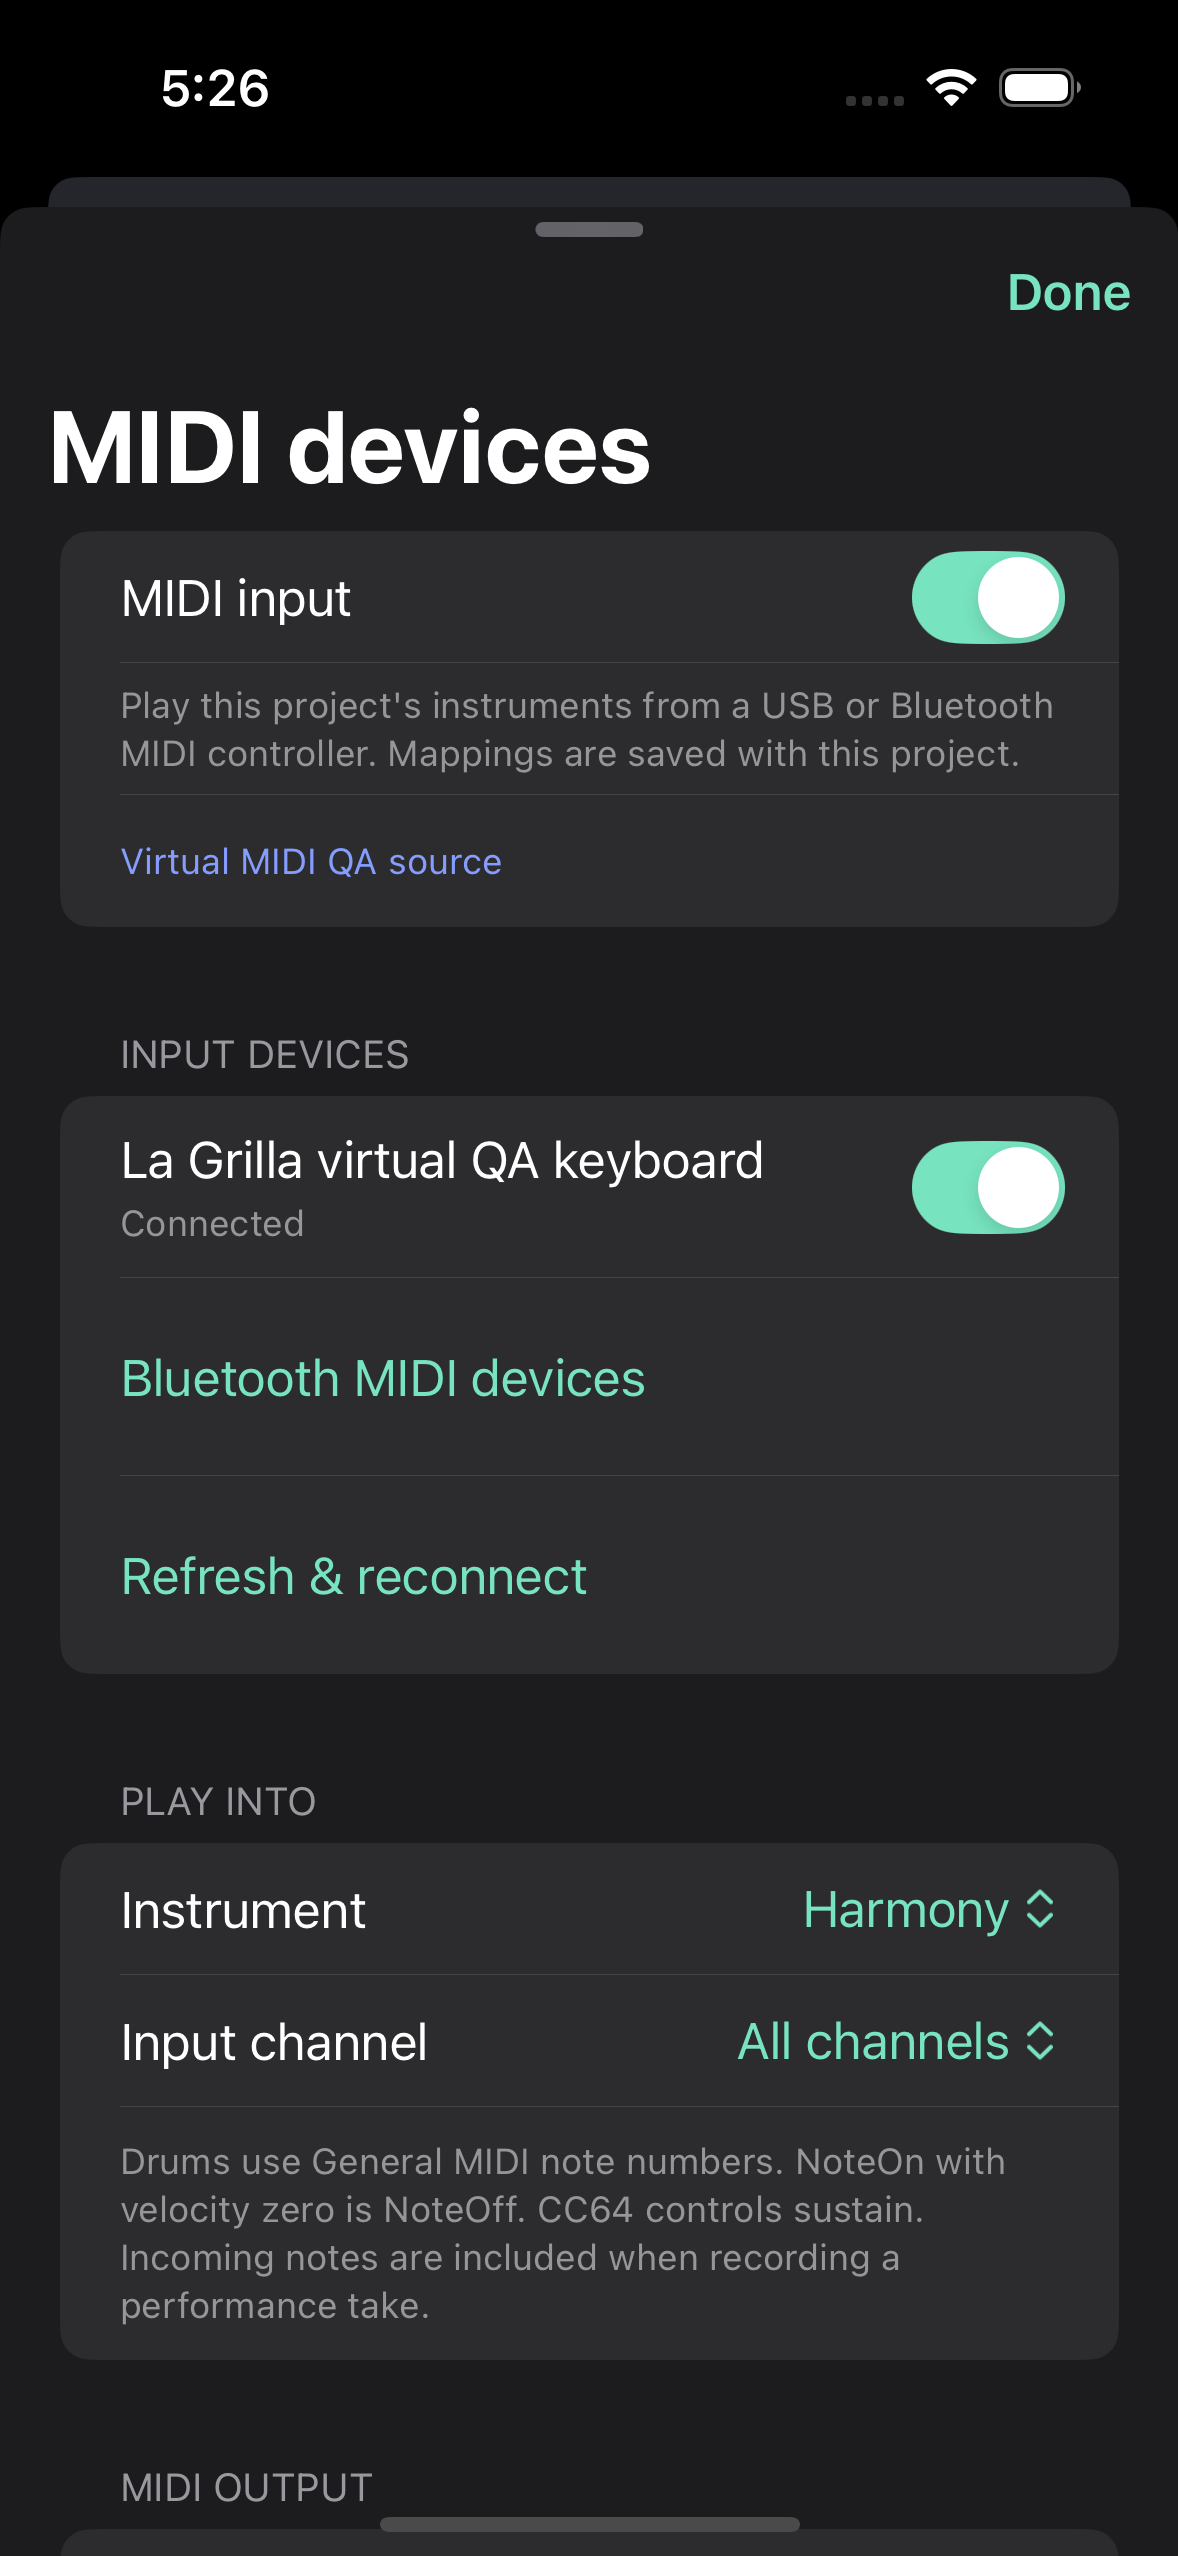 5:26
Done
MIDI devices
MIDI input
Play this project's instruments from a USB or Bluetooth
MIDI controller. Mappings are saved with this project.
Virtual MIDI QA source
INPUT DEVICES
La Grilla virtual QA keyboard
Connected
Bluetooth MIDI devices
Refresh & reconnect
PLAY INTO
Instrument Harmony
Input channel All channels
Drums use General MIDI note numbers. NoteOn with
velocity zero is NoteOff. CC64 controls sustain.
Incoming notes are included when recording a
performance take.
MIDI OUTPUT